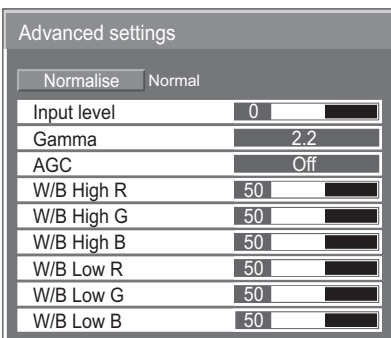 Advanced settings
Normalise Normal
Input level 0
Gamma 2.2
AGC Off
W/B High R 50
W/B High G 50
W/B High B 50
W/B Low R 50
W/B Low G 50
W/B Low B 50